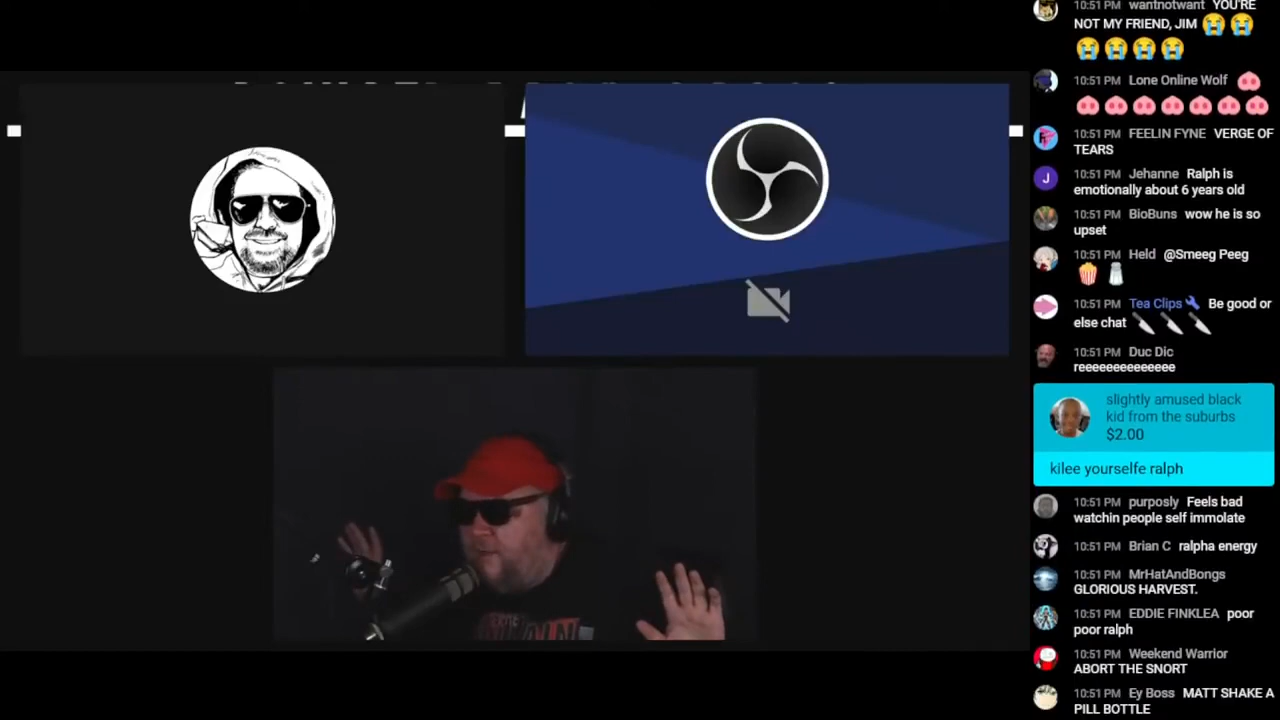 10:51 PM wantnotwant YOU'RE
NOT MY FRIEND, JIM 😭 😭
😭 😭 😭 😭
10:51 PM Lone Online Wolf 🐽
🐽 🐽 🐽 🐽 🐽 🐽 🐽
10:51 PM FEELIN FYNE VERGE OF
TEARS
J
10:51 PM Jehanne Ralph is
emotionally about 6 years old
10:51 PM BioBuns wow he is so
upset
10:51 PM Held @Smeeg Peeg
🍿 🧂
10:51 PM Tea Clips 🔧 Be good or
else chat 🔪 🔪 🔪
10:51 PM Duc Dic
reeeeeeeeeeeeee
slightly amused black
kid from the suburbs
$2.00
kilee yourselfe ralph
10:51 PM purposly Feels bad
watchin people self immolate
10:51 PM Brian C ralpha energy
10:51 PM MrHatAndBongs
GLORIOUS HARVEST.
10:51 PM EDDIE FINKLEA poor
poor ralph
10:51 PM Weekend Warrior
ABORT THE SNORT
10:51 PM Ey Boss MATT SHAKE A
PILL BOTTLE